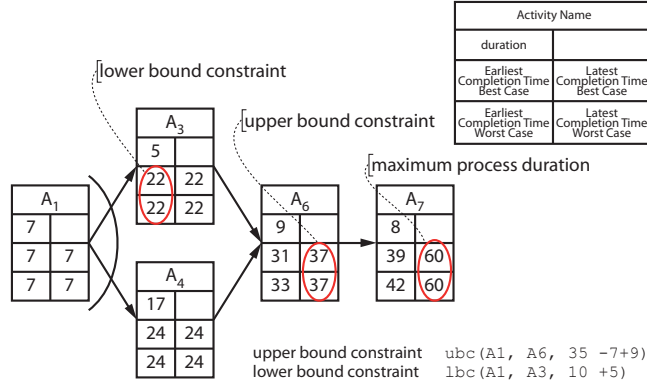 Activity Name
duration
Earliest Completion Time Best Case
Latest Completion Time Best Case
Earliest Completion Time Worst Case
Latest Completion Time Worst Case
lower bound constraint
upper bound constraint
maximum process duration
A3
5
22 22
22 22
A1
7
7 7
7 7
A6
9
31 37
33 37
A7
8
39 60
42 60
A4
17
24 24
24 24
upper bound constraint ubc(A1, A6, 35 -7+9)
lower bound constraint lbc(A1, A3, 10 +5)